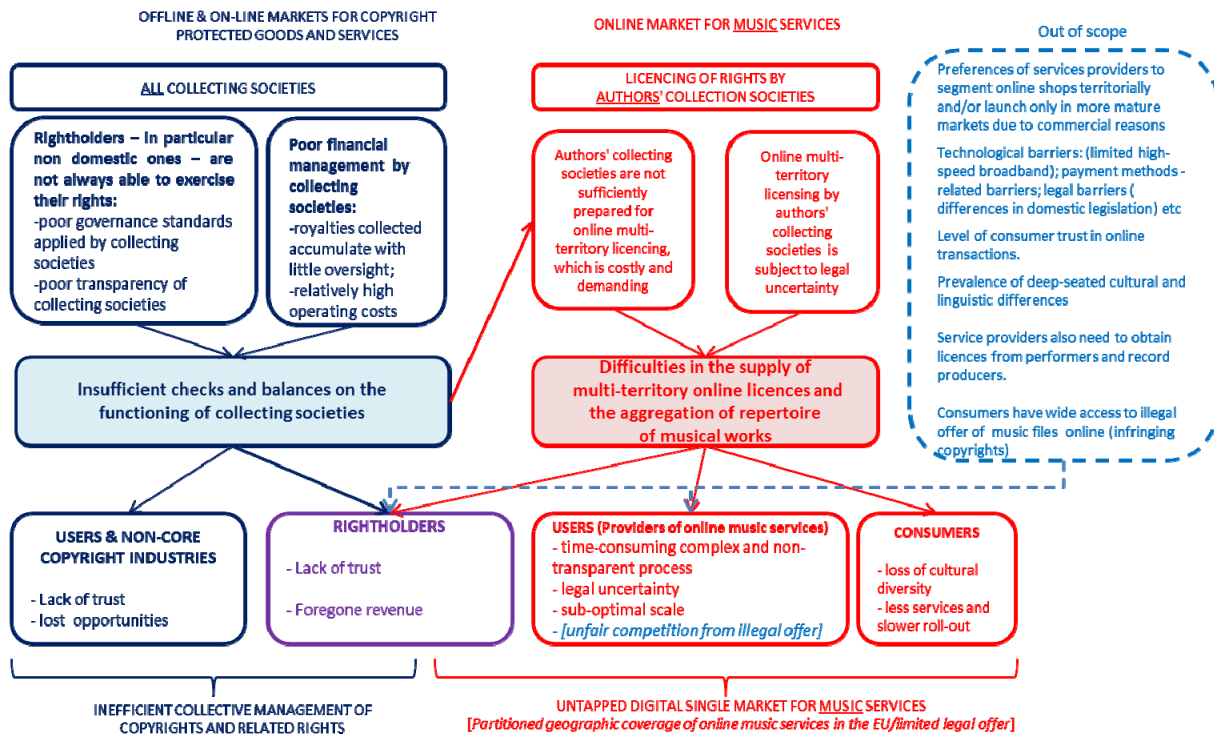 OFFLINE & ON-LINE MARKETS FOR COPYRIGHT
PROTECTED GOODS AND SERVICES
ALL COLLECTING SOCIETIES
Rightholders – in particular
non domestic ones – are
not always able to exercise
their rights:
-poor governance standards
applied by collecting
societies
-poor transparency of
collecting societies
Poor financial
management by
collecting
societies:
-royalties collected
accumulate with
little oversight;
-relatively high
operating costs
Insufficient checks and balances on the
functioning of collecting societies
ONLINE MARKET FOR MUSIC SERVICES
LICENCING OF RIGHTS BY
AUTHORS' COLLECTION SOCIETIES
Authors' collecting
societies are not
sufficiently
prepared for
online multi-
territory licencing,
which is costly and
demanding
Online multi-
territory
licensing by
authors'
collecting
societies is
subject to legal
uncertainty
Difficulties in the supply of
multi-territory online licences and
the aggregation of repertoire
of musical works
Out of scope
Preferences of services providers to
segment online shops territorially
and/or launch only in more mature
markets due to commercial reasons
Technological barriers: (limited high-
speed broadband); payment methods -
related barriers; legal barriers (
differences in domestic legislation) etc
Level of consumer trust in online
transactions.
Prevalence of deep-seated cultural and
linguistic differences
Service providers also need to obtain
licences from performers and record
producers.
Consumers have wide access to illegal
offer of music files online (infringing
copyrights)
USERS & NON-CORE
COPYRIGHT INDUSTRIES
- Lack of trust
- lost opportunities
RIGHTHOLDERS
- Lack of trust
- Foregone revenue
USERS (Providers of online music services)
- time-consuming complex and non-
transparent process
- legal uncertainty
- sub-optimal scale
- [unfair competition from illegal offer]
CONSUMERS
- loss of cultural
diversity
- less services and
slower roll-out
INEFFICIENT COLLECTIVE MANAGEMENT OF
COPYRIGHTS AND RELATED RIGHTS
UNTAPPED DIGITAL SINGLE MARKET FOR MUSIC SERVICES
[Partitioned geographic coverage of online music services in the EU/limited legal offer]